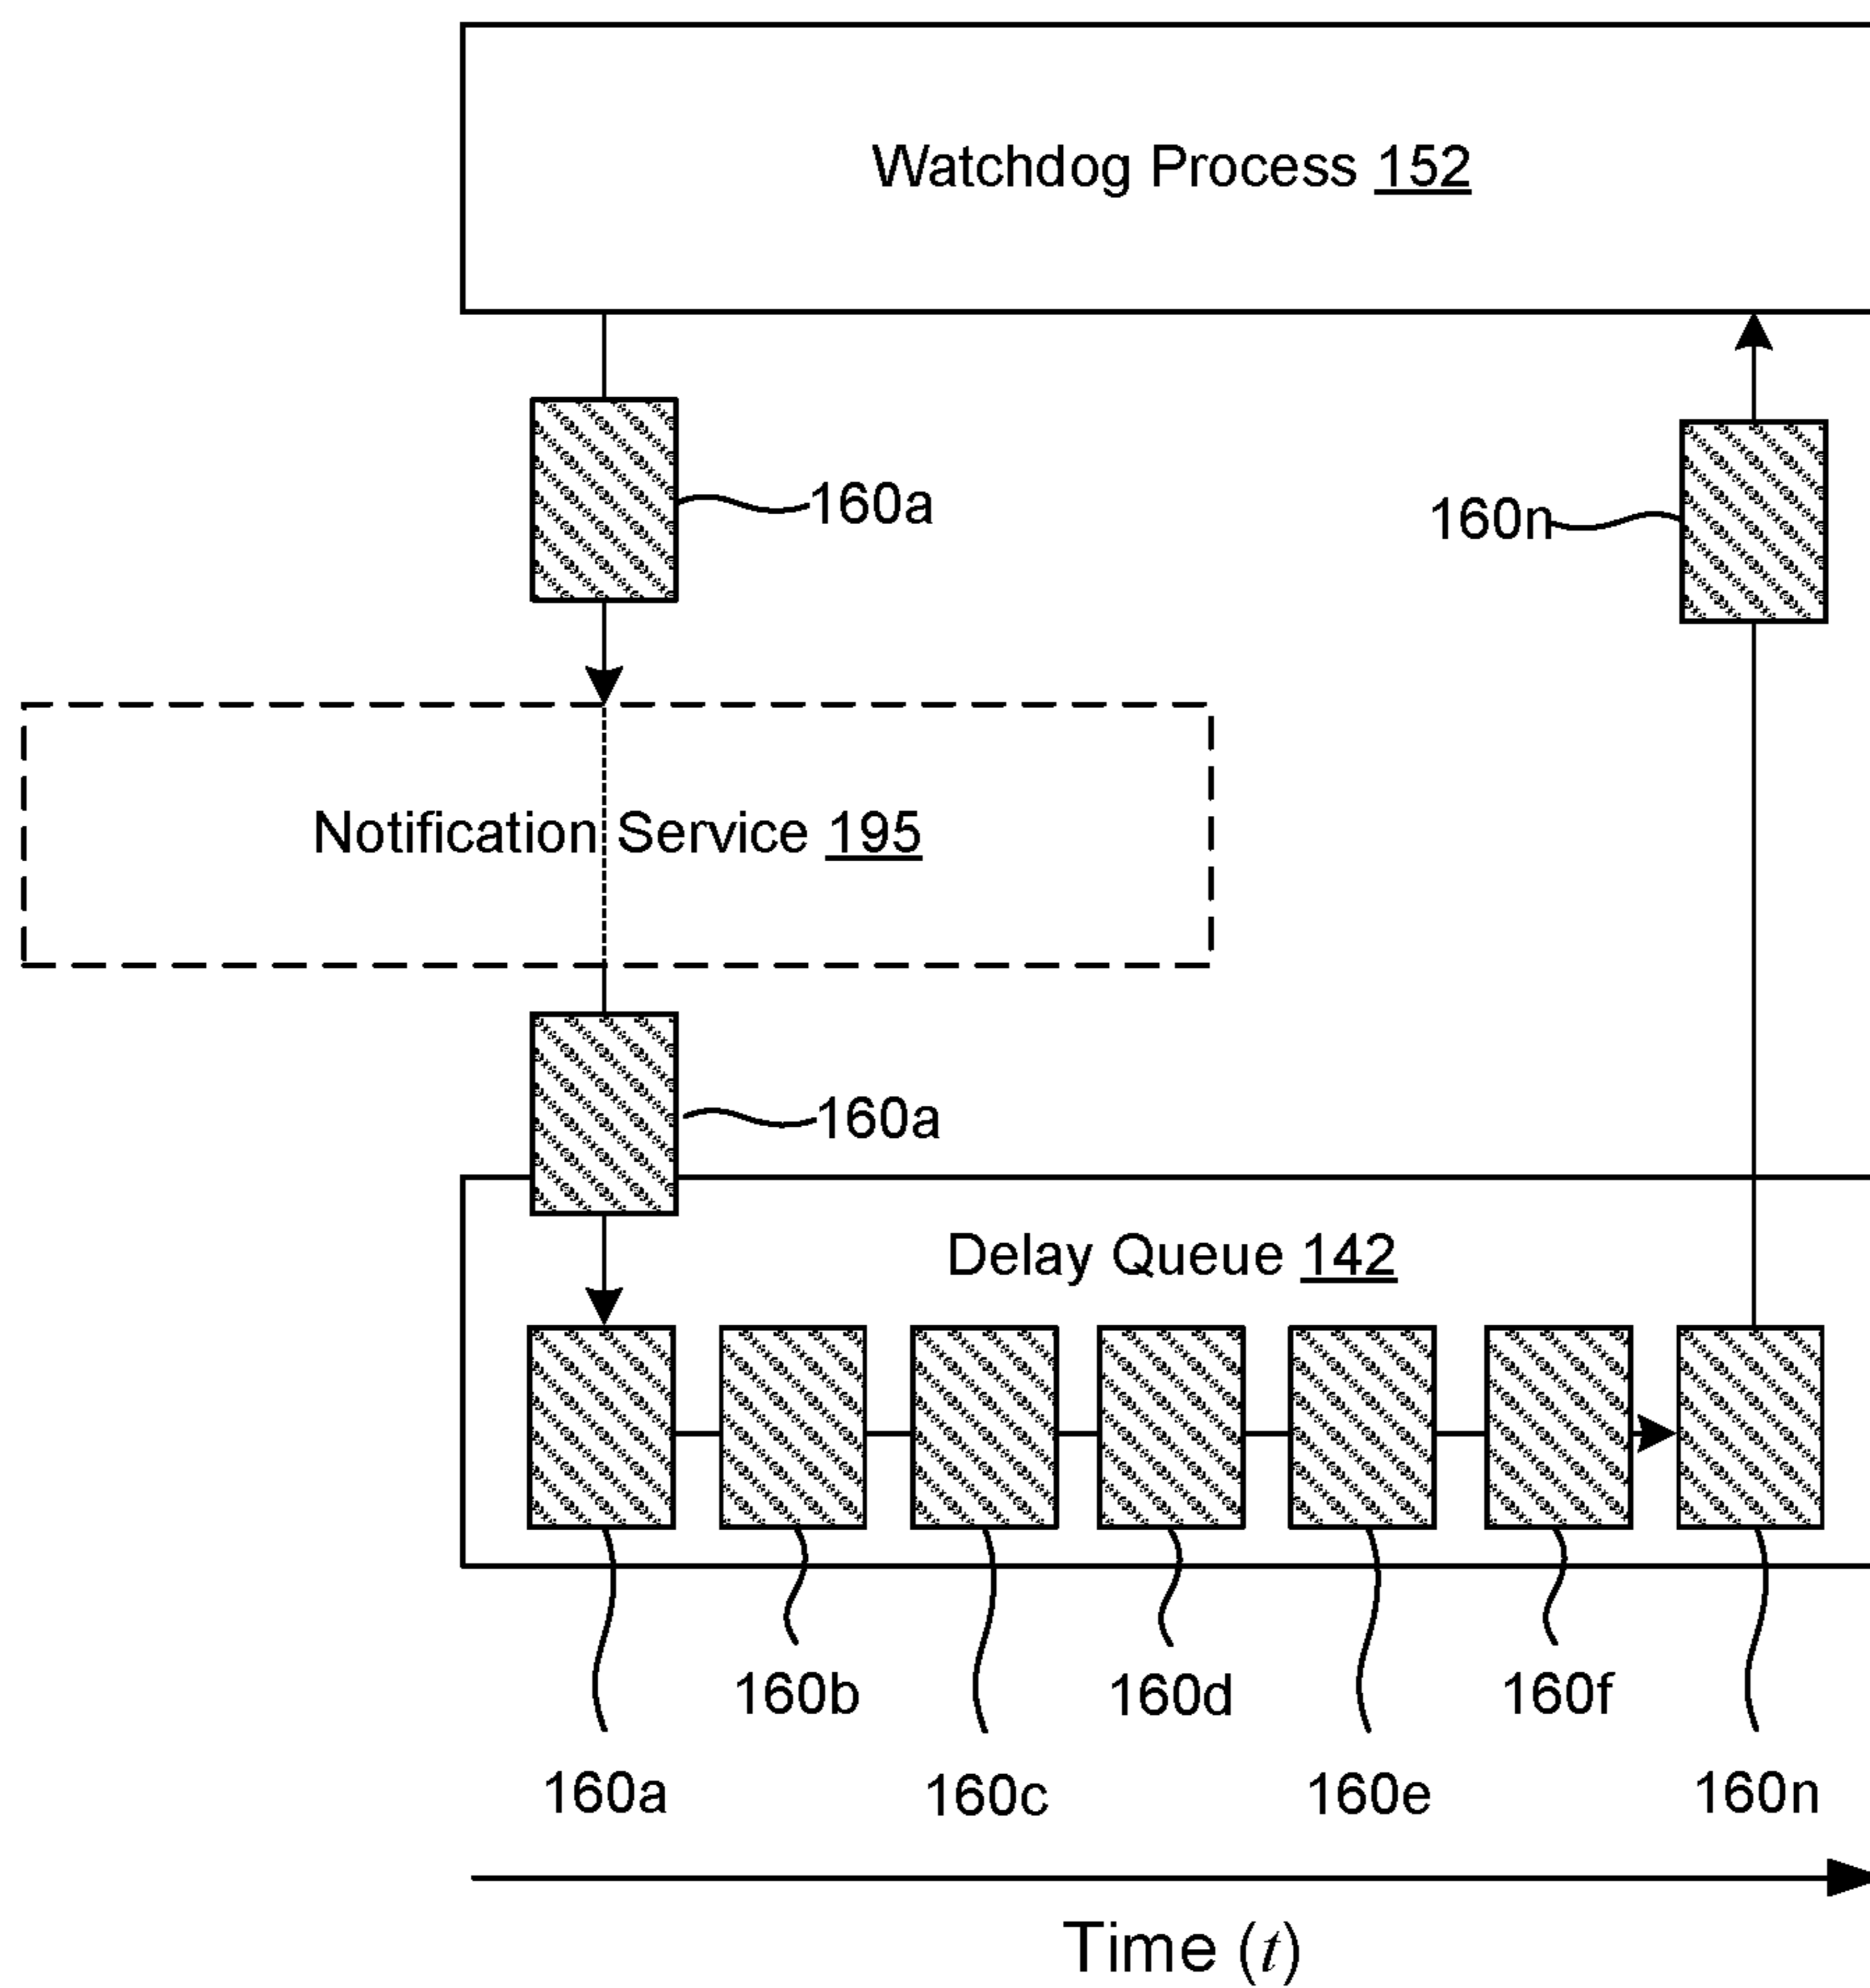 Watchdog Process 152
160a
160n
Notification Service 195
160a
Delay Queue 142
160b 160d 160f
160a 160c 160e 160n
Time (t)